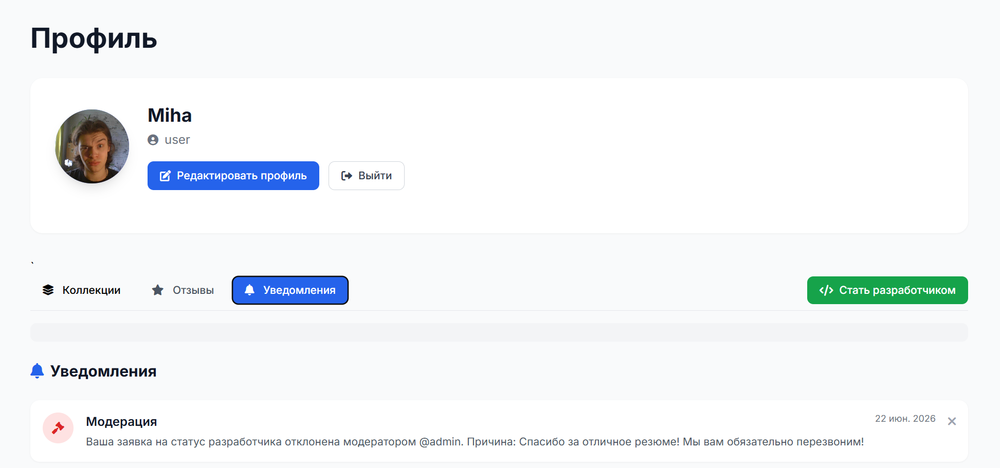 Профиль
Miha
user
Редактировать профиль
Выйти
`
Коллекции
Отзывы
Уведомления
Стать разработчиком
Уведомления
Модерация
22 июн. 2026
Ваша заявка на статус разработчика отклонена модератором @admin. Причина: Спасибо за отличное резюме! Мы вам обязательно перезвоним!